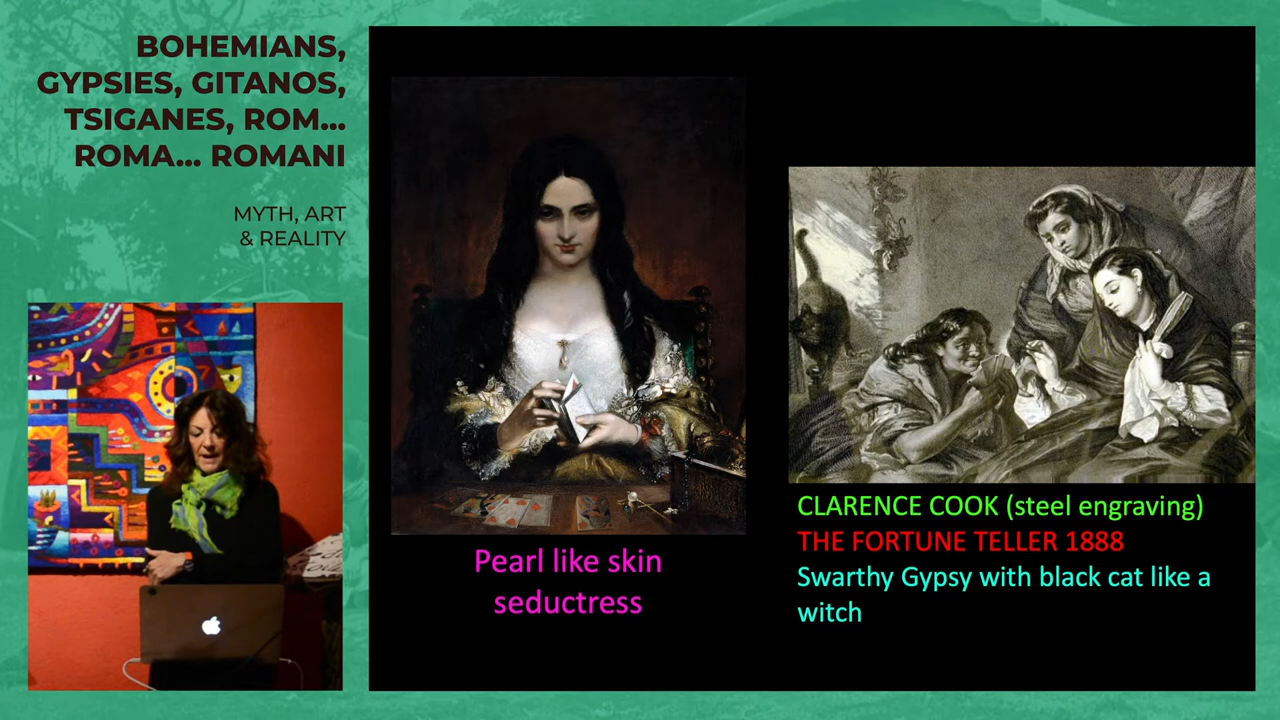 BOHEMIANS,
GYPSIES, GITANOS,
TSIGANES, ROM...
ROMA... ROMANI
MYTH, ART
& REALITY
Pearl like skin
seductress
CLARENCE COOK (steel engraving)
THE FORTUNE TELLER 1888
Swarthy Gypsy with black cat like a
witch